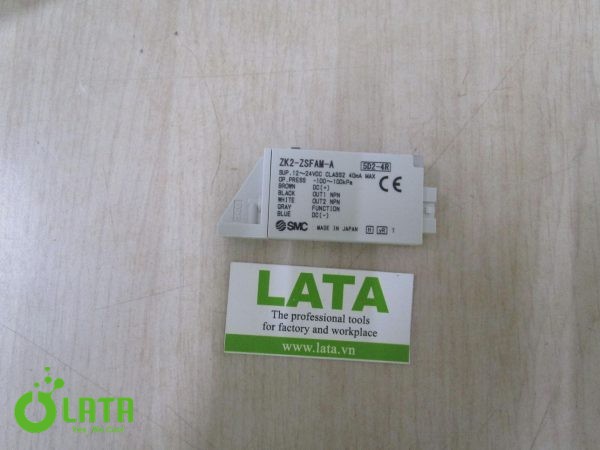 ZK2-ZSFAM-A
SD2-4R
SUP.12~24VDC CLASS2 40mA MAX
OP.PRESS -100~100kPa
BROWN DC(+)
BLACK OUT1 NPN
WHITE OUT2 NPN
GRAY FUNCTION
BLUE DC(-)
CE
SMC MADE IN JAPAN
LATA
The professional tools
for factory and workplace
www.lata.vn
LATA